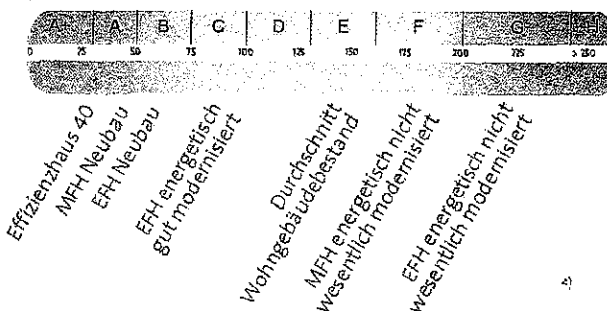 A+ A B C D E F G H
0 25 50 75 100 125 150 175 200 225 >250
Effizienzhaus 40
MFH Neubau
EFH Neubau
EFH energetisch
gut modernisiert
Durchschnitt
Wohngebäudebestand
MFH energetisch nicht
wesentlich modernisiert
EFH energetisch nicht
wesentlich modernisiert
4)